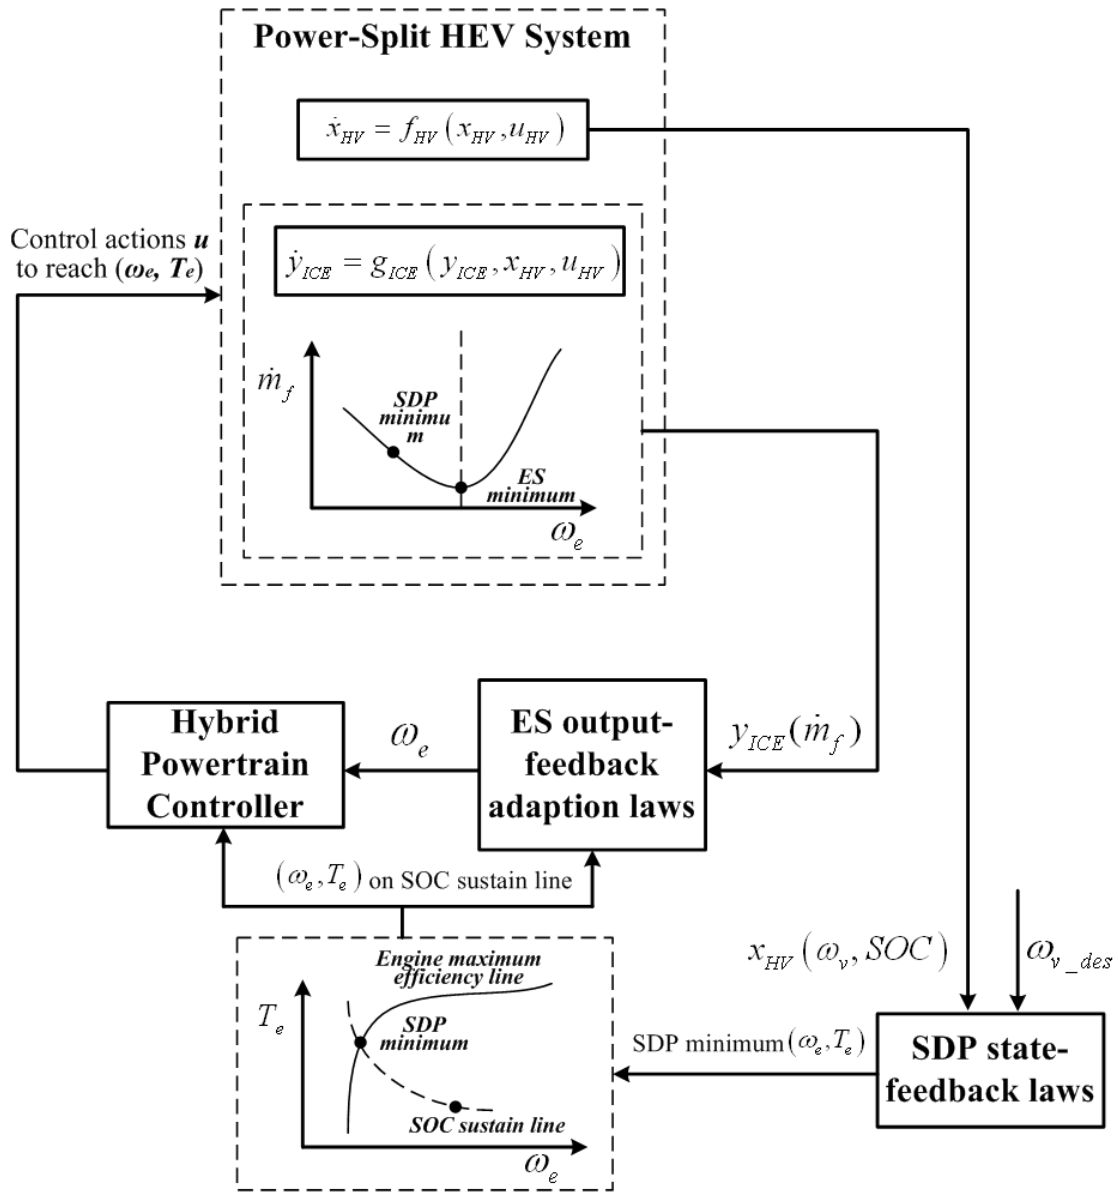 Power-Split HEV System
ẋ_HV = f_HV (x_HV, u_HV)
Control actions u
to reach (ωe, Te)
ẏ_ICE = g_ICE (y_ICE, x_HV, u_HV)
ṁ_f
SDP
minimu
m
ES
minimum
ω_e
Hybrid
Powertrain
Controller
ω_e
ES output-
feedback
adaption laws
y_ICE(ṁ_f)
(ω_e, T_e) on SOC sustain line
x_HV (ω_v, SOC)
ω_v_des
Engine maximum
efficiency line
T_e
SDP
minimum
SOC sustain line
ω_e
SDP minimum (ω_e, T_e)
SDP state-
feedback laws